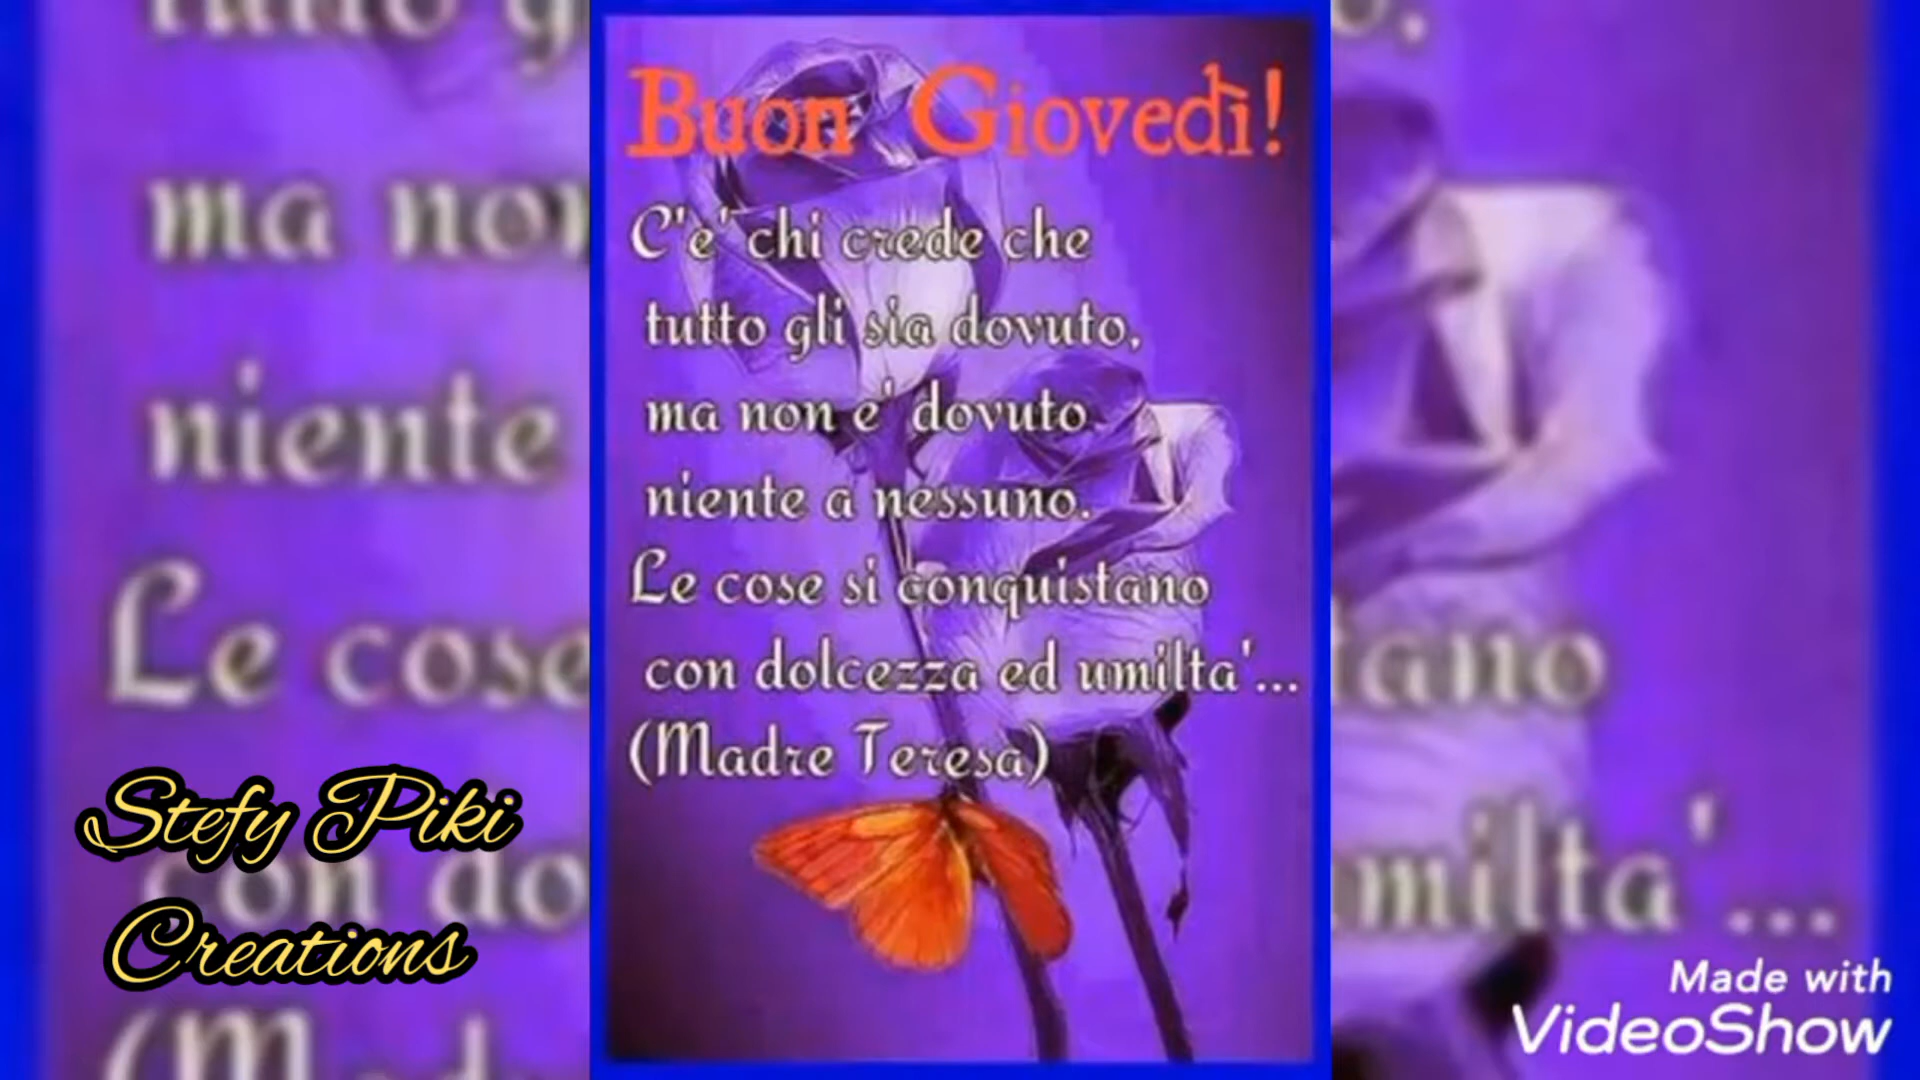 Buon Giovedì!
C'e' chi crede che
tutto gli sia dovuto,
ma non e' dovuto
niente a nessuno.
Le cose si conquistano
con dolcezza ed umilta'...
(Madre Teresa)
Stefy Piki
Creations
Made with
VideoShow